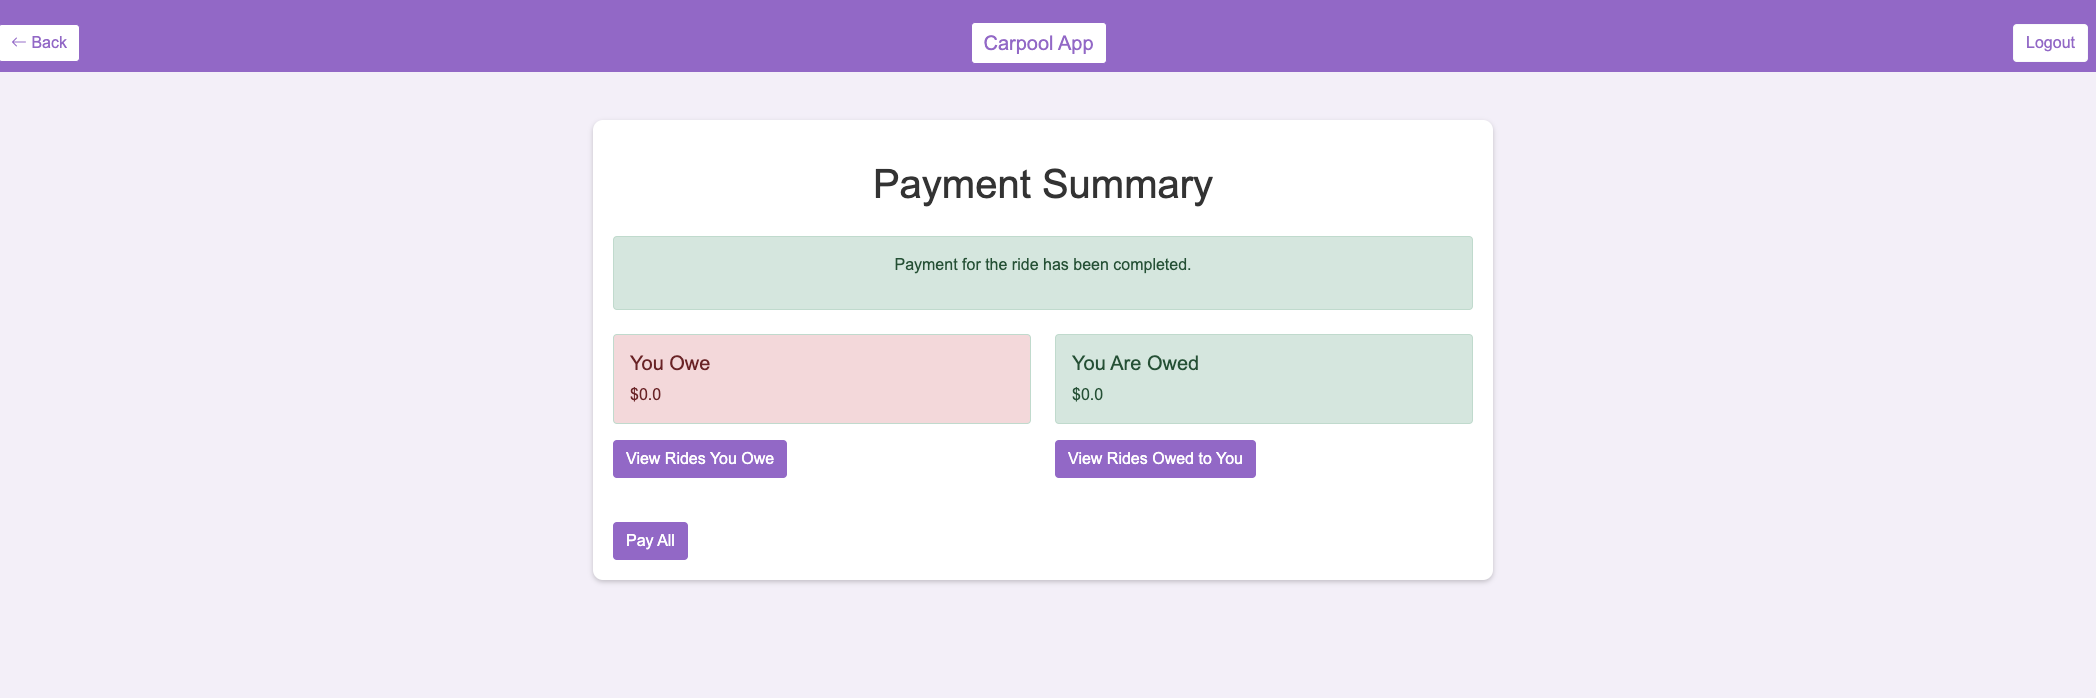 ← Back
Carpool App
Logout
Payment Summary
Payment for the ride has been completed.
You Owe
$0.0
You Are Owed
$0.0
View Rides You Owe
View Rides Owed to You
Pay All